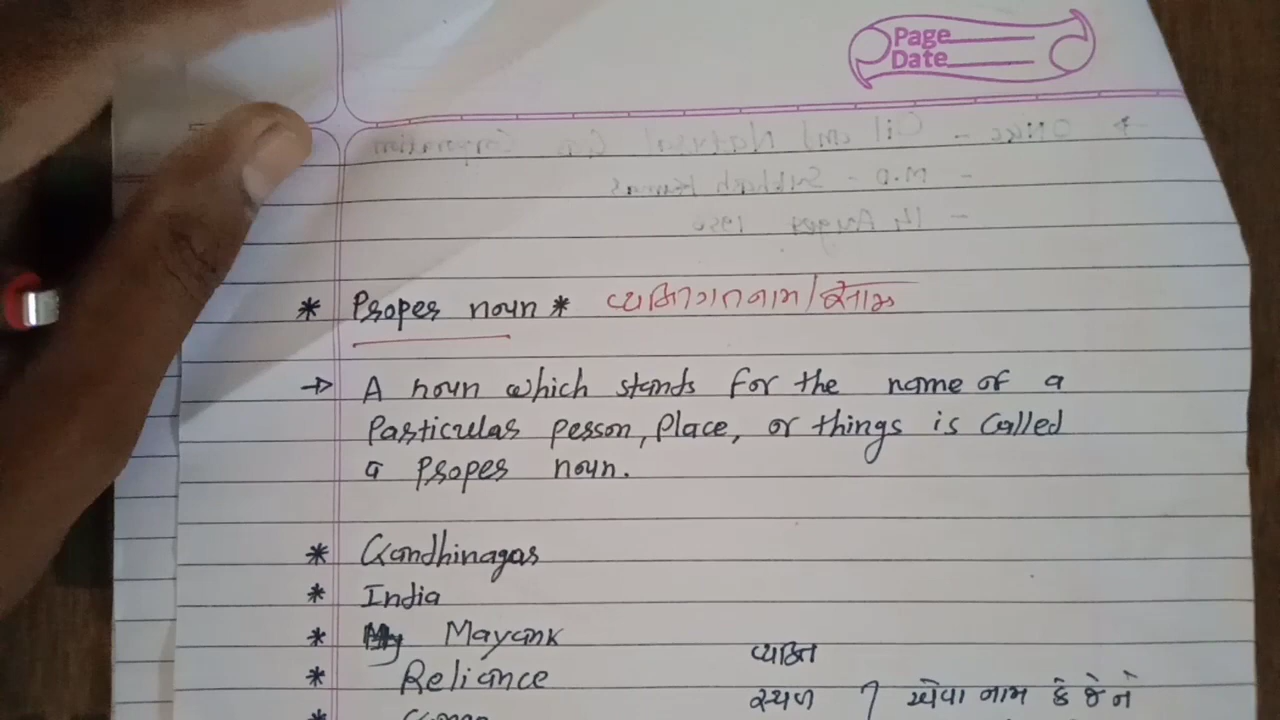 Page
Date
* Proper noun * વ્યક્તિગતનામ/
→ A noun which stands for the name of a
Particular person, Place, or things is called
a Proper noun.
* Gandhinagar
* India
* Mayank
* Reliance
*
વ્યક્તિ
સ્થળ એવા નામ કે જેને